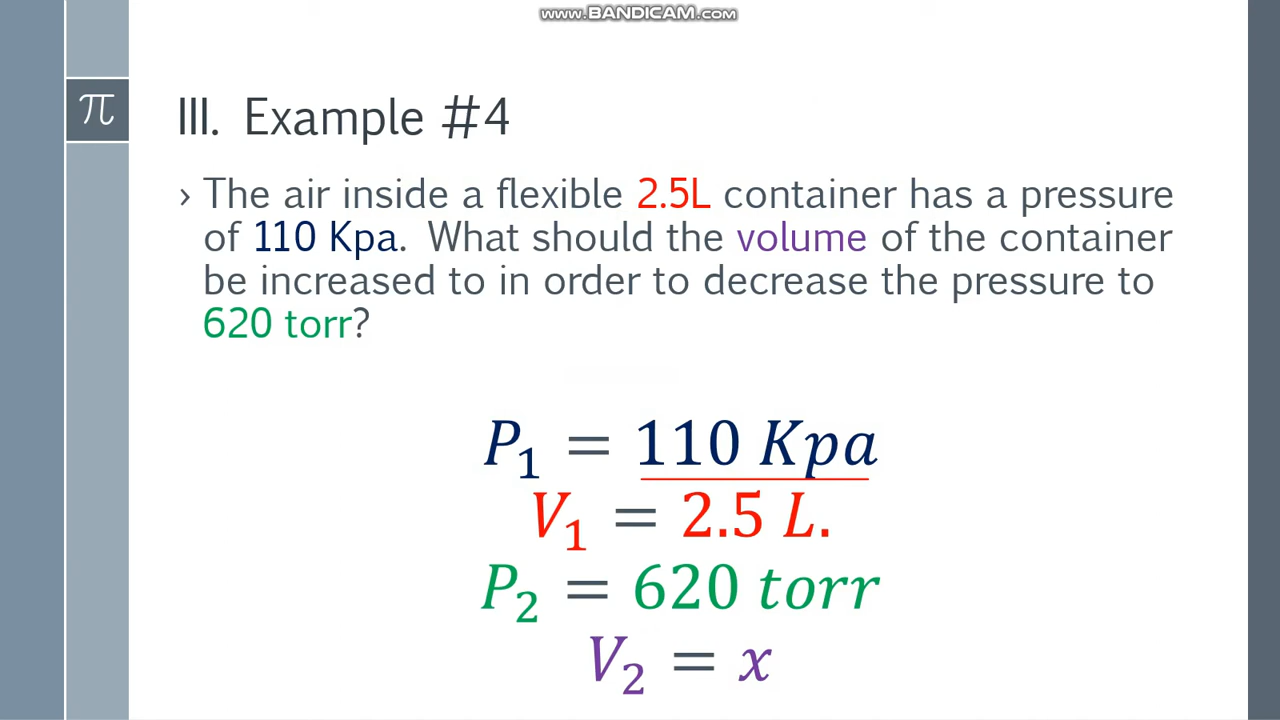 www.BANDICAM.com
π
III. Example #4
› The air inside a flexible 2.5L container has a pressure
of 110 Kpa. What should the volume of the container
be increased to in order to decrease the pressure to
620 torr?
P₁ = 110 Kpa
V₁ = 2.5 L.
P₂ = 620 torr
V₂ = x